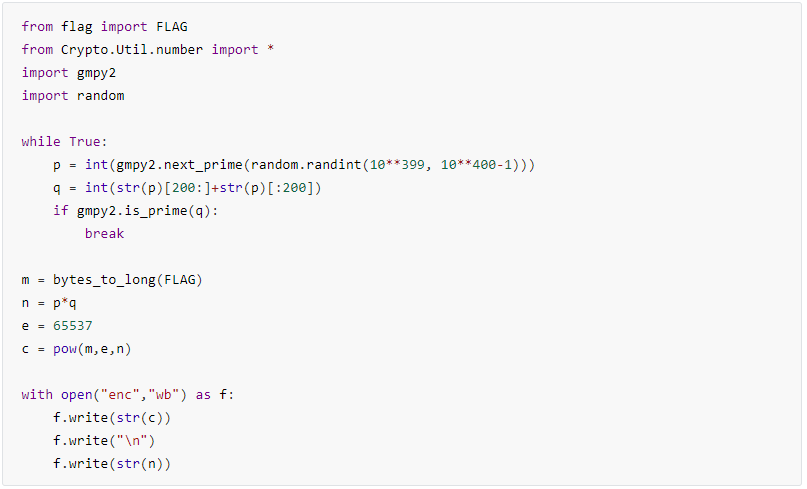 from flag import FLAG
from Crypto.Util.number import *
import gmpy2
import random
while True:
    p = int(gmpy2.next_prime(random.randint(10**399, 10**400-1)))
    q = int(str(p)[200:]+str(p)[:200])
    if gmpy2.is_prime(q):
        break
m = bytes_to_long(FLAG)
n = p*q
e = 65537
c = pow(m,e,n)
with open("enc","wb") as f:
    f.write(str(c))
    f.write("\n")
    f.write(str(n))